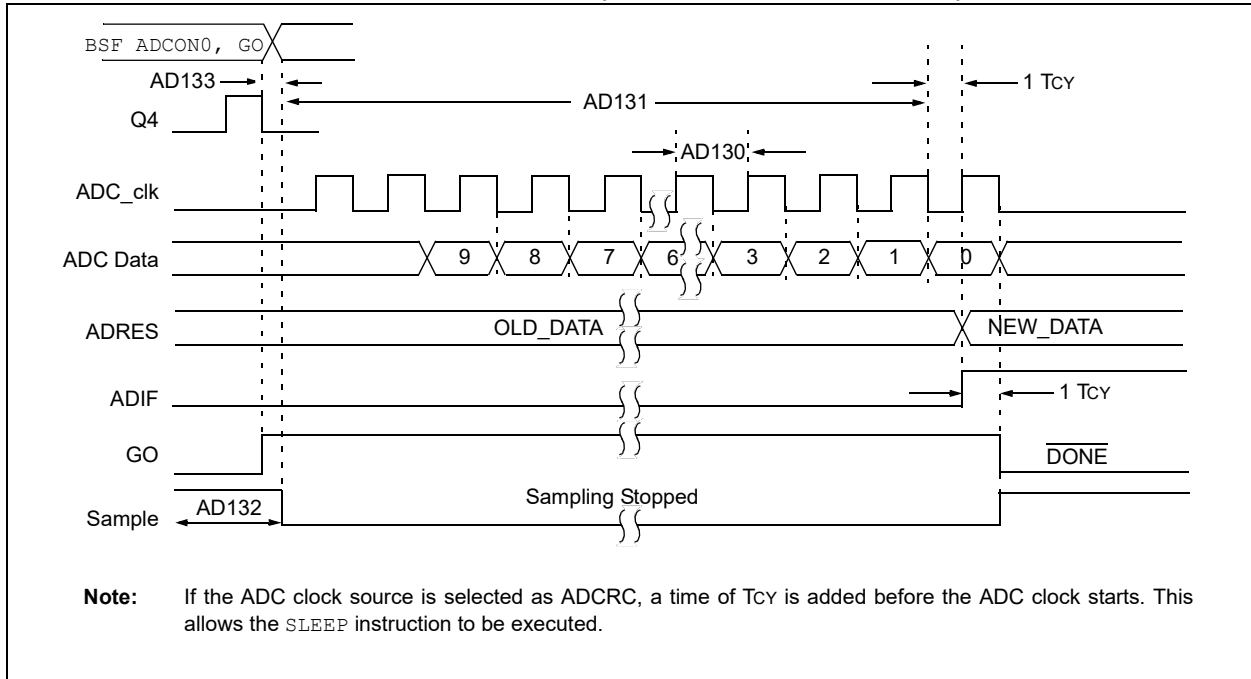 BSF ADCON0, GO
AD133
1 TCY
AD131
Q4
AD130
ADC_clk
ADC Data
9 8 7 6 3 2 1 0
ADRES
OLD_DATA
NEW_DATA
ADIF
1 TCY
GO
DONE
Sample
AD132
Sampling Stopped
Note: If the ADC clock source is selected as ADCRC, a time of TCY is added before the ADC clock starts. This
allows the SLEEP instruction to be executed.